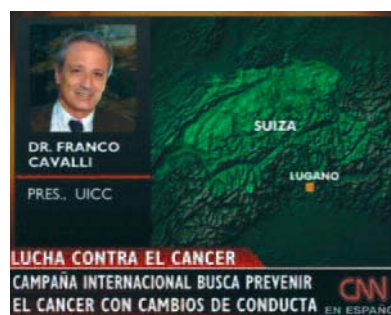 DR. FRANCO
CAVALLI
PRES., UICC
SUIZA
LUGANO
LUCHA CONTRA EL CANCER
CAMPAÑA INTERNACIONAL BUSCA PREVENIR
EL CANCER CON CAMBIOS DE CONDUCTA
CNN
EN ESPAÑOL